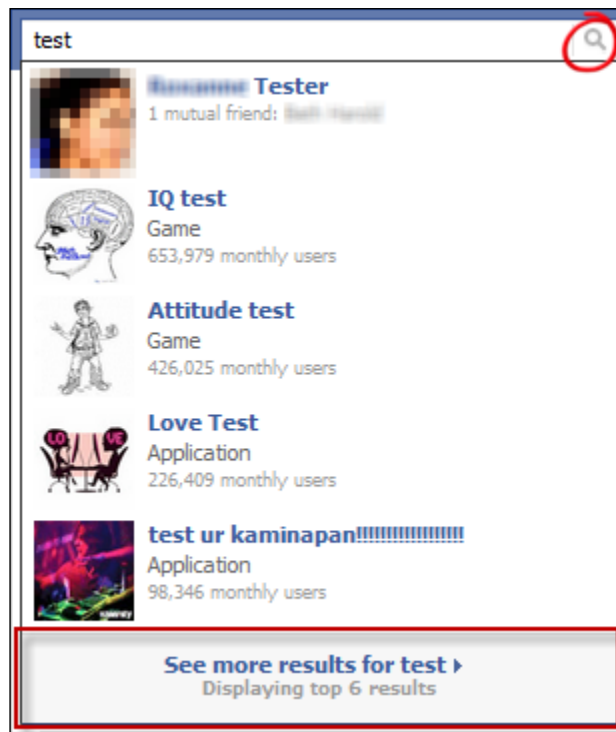 test
Tester
1 mutual friend:
IQ test
Game
653,979 monthly users
Attitude test
Game
426,025 monthly users
LO VE
Love Test
Application
226,409 monthly users
test ur kaminapan!!!!!!!!!!!!!!!!!!
Application
98,346 monthly users
See more results for test
Displaying top 6 results